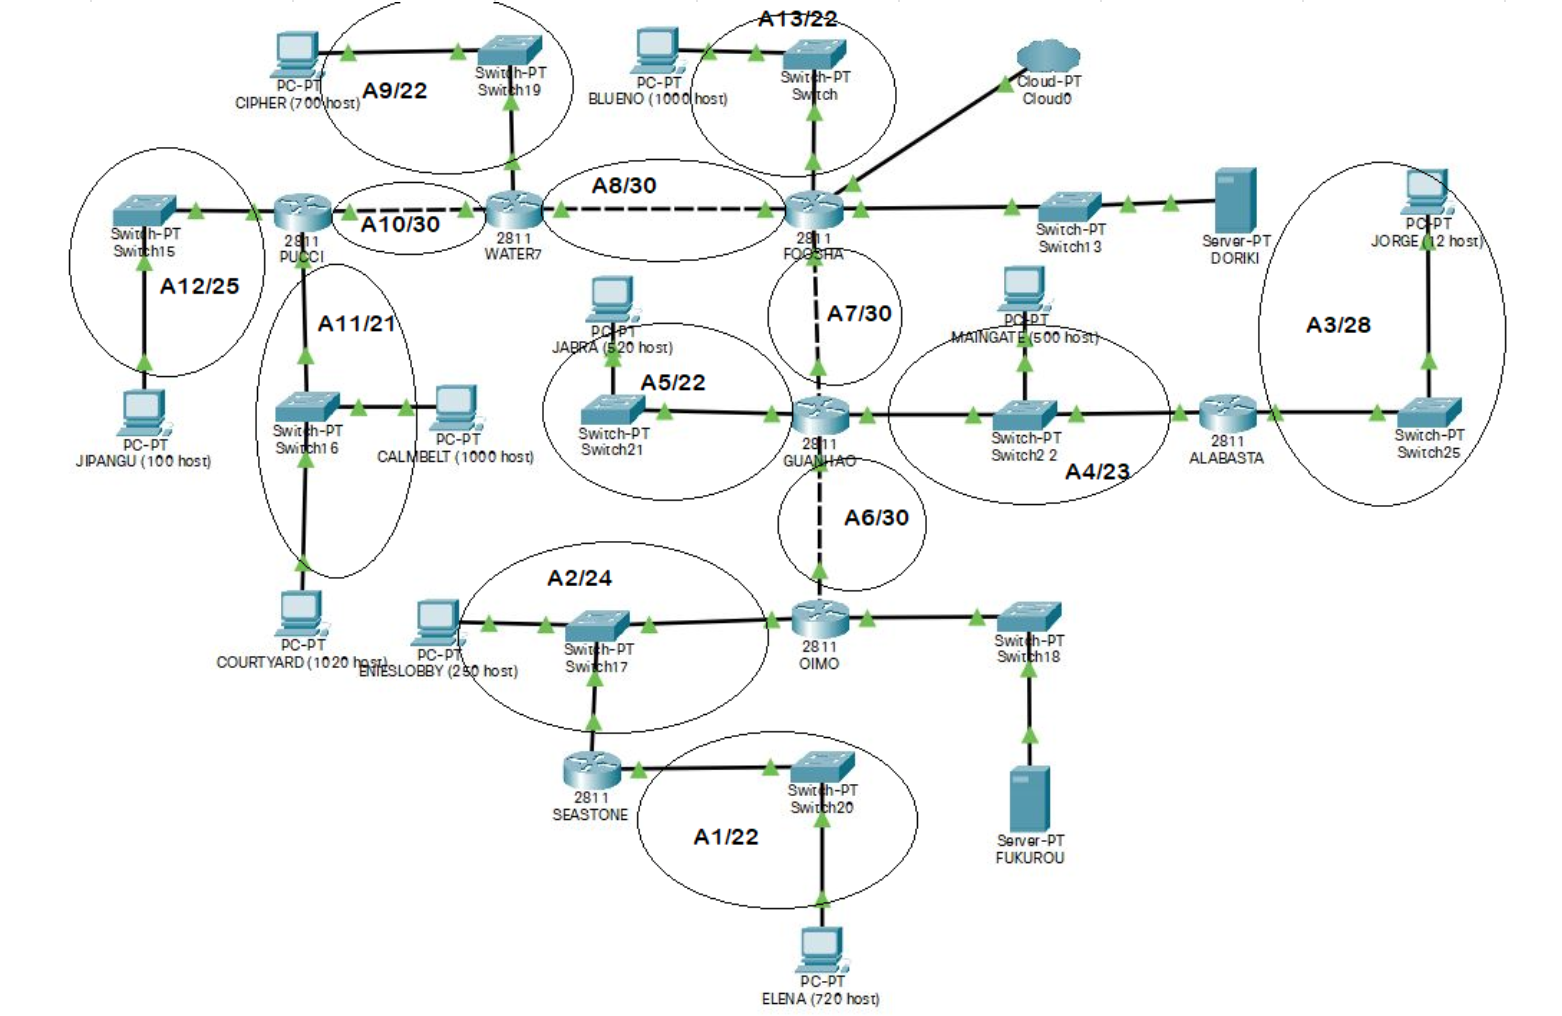 A13/22
PC-PT
CIPHER (700 host)
A9/22
Switch-PT
Switch19
PC-PT
BLUENO (1000 host)
Switch-PT
Switch
Cloud-PT
Cloud0
Switch-PT
Switch15
2811
PUCCI
A10/30
2811
WATER7
A8/30
2811
FOOSHA
Switch-PT
Switch13
Server-PT
DORIKI
PC-PT
JORGE (12 host)
A12/25
A11/21
PC-PT
JABRA (520 host)
A7/30
PC-PT
MAINGATE (500 host)
A3/28
A5/22
PC-PT
JIPANGU (100 host)
Switch-PT
Switch16
PC-PT
CALMBELT (1000 host)
Switch-PT
Switch21
2811
GUANHAO
Switch-PT
Switch2 2
A4/23
2811
ALABASTA
Switch-PT
Switch25
A6/30
A2/24
PC-PT
COURTYARD (1020 host)
PC-PT
ENIESLOBBY (250 host)
Switch-PT
Switch17
2811
OIMO
Switch-PT
Switch18
2811
SEASTONE
A1/22
Switch-PT
Switch20
Server-PT
FUKUROU
PC-PT
ELENA (720 host)